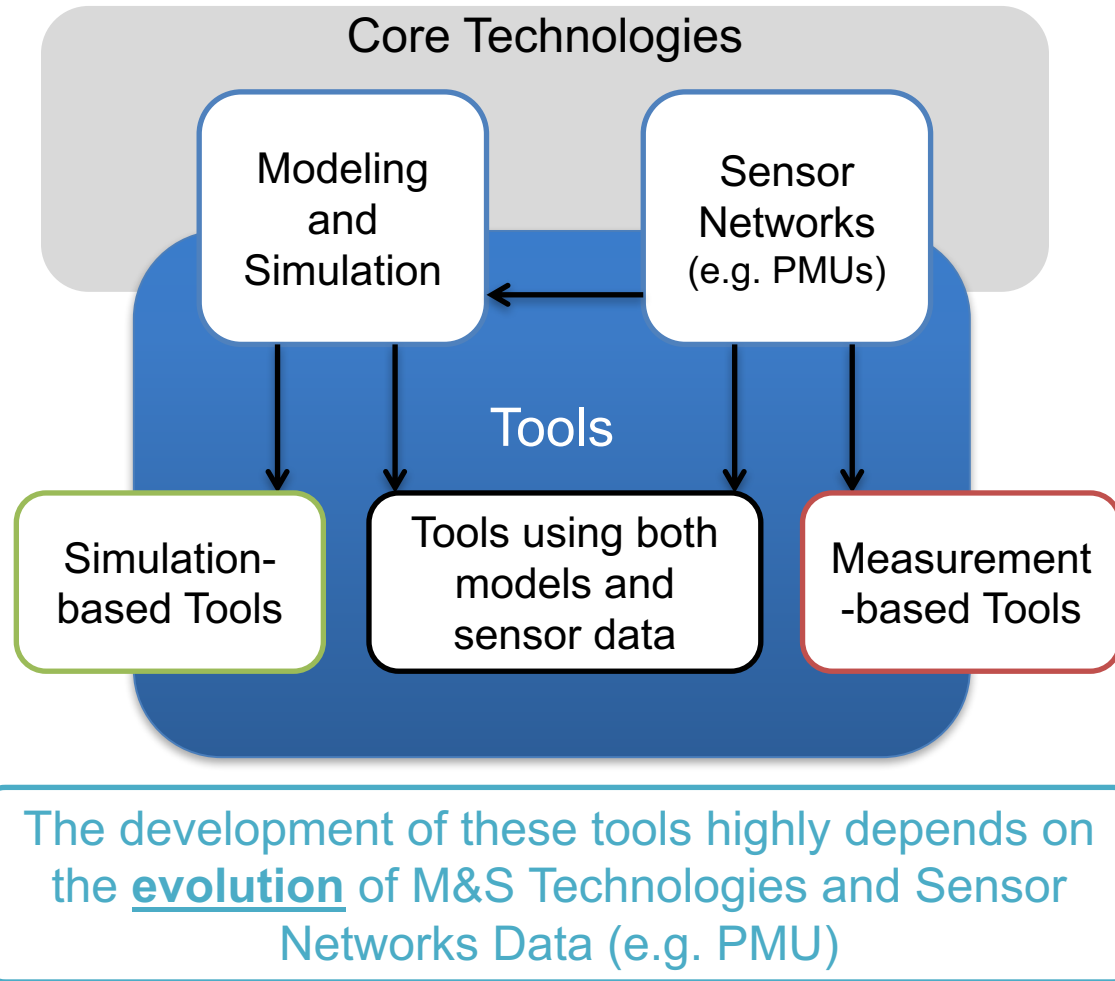 Core Technologies
Modeling
and
Simulation
Sensor
Networks
(e.g. PMUs)
Tools
Simulation-
based Tools
Tools using both
models and
sensor data
Measurement
-based Tools
The development of these tools highly depends on
the evolution of M&S Technologies and Sensor
Networks Data (e.g. PMU)